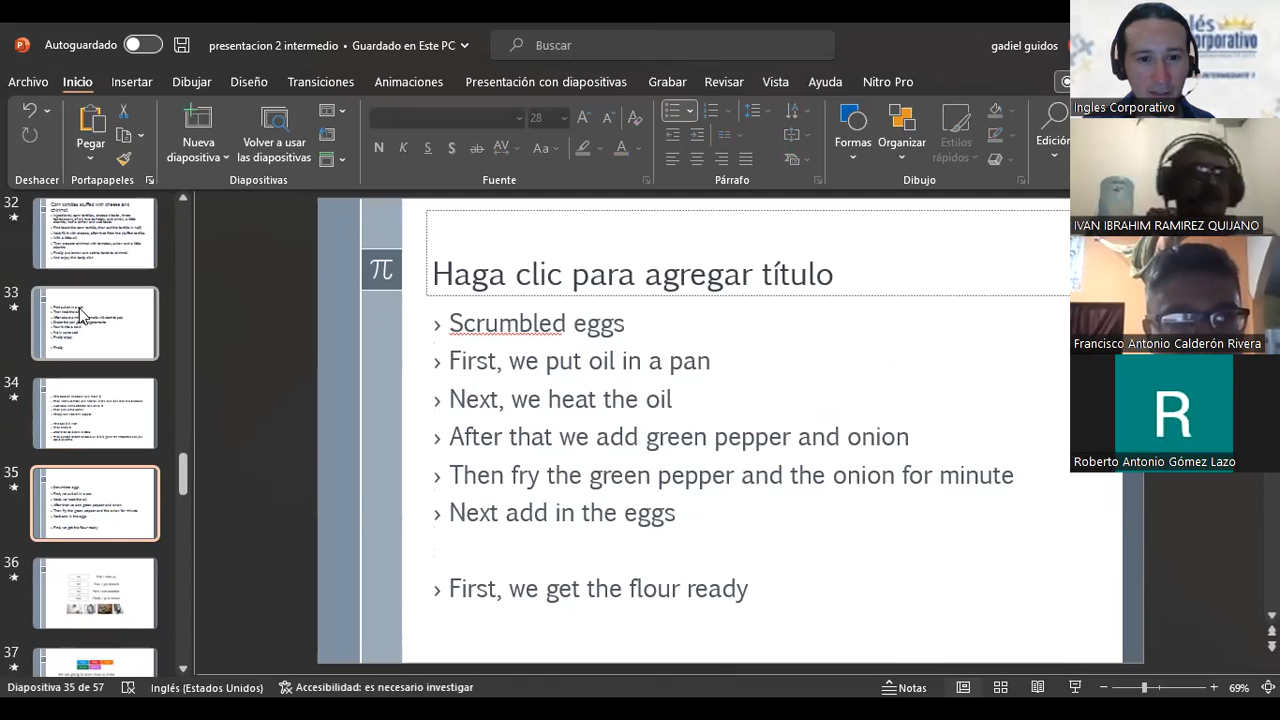 Autoguardado
presentacion 2 intermedio • Guardado en Este PC
Buscar
gadiel guidos
Archivo Inicio Insertar Dibujar Diseño Transiciones Animaciones Presentación con diapositivas Grabar Revisar Vista Ayuda Nitro Pro
Pegar
Nueva diapositiva
Volver a usar las diapositivas
28
N K S S ab AV Aa A
Formas
Organizar
Estilos rápidos
Edición
Deshacer Portapapeles Diapositivas Fuente Párrafo Dibujo
32
33
34
35
36
37
π
Haga clic para agregar título
› Scrumbled eggs
› First, we put oil in a pan
› Next, we heat the oil
› After that we add green pepper and onion
› Then fry the green pepper and the onion for minute
› Next add in the eggs
› First, we get the flour ready
Ingles Corporativo
IVAN IBRAHIM RAMIREZ QUIJANO
Francisco Antonio Calderón Rivera
R
Roberto Antonio Gómez Lazo
Diapositiva 35 de 57
Inglés (Estados Unidos)
Accesibilidad: es necesario investigar
Notas
69%